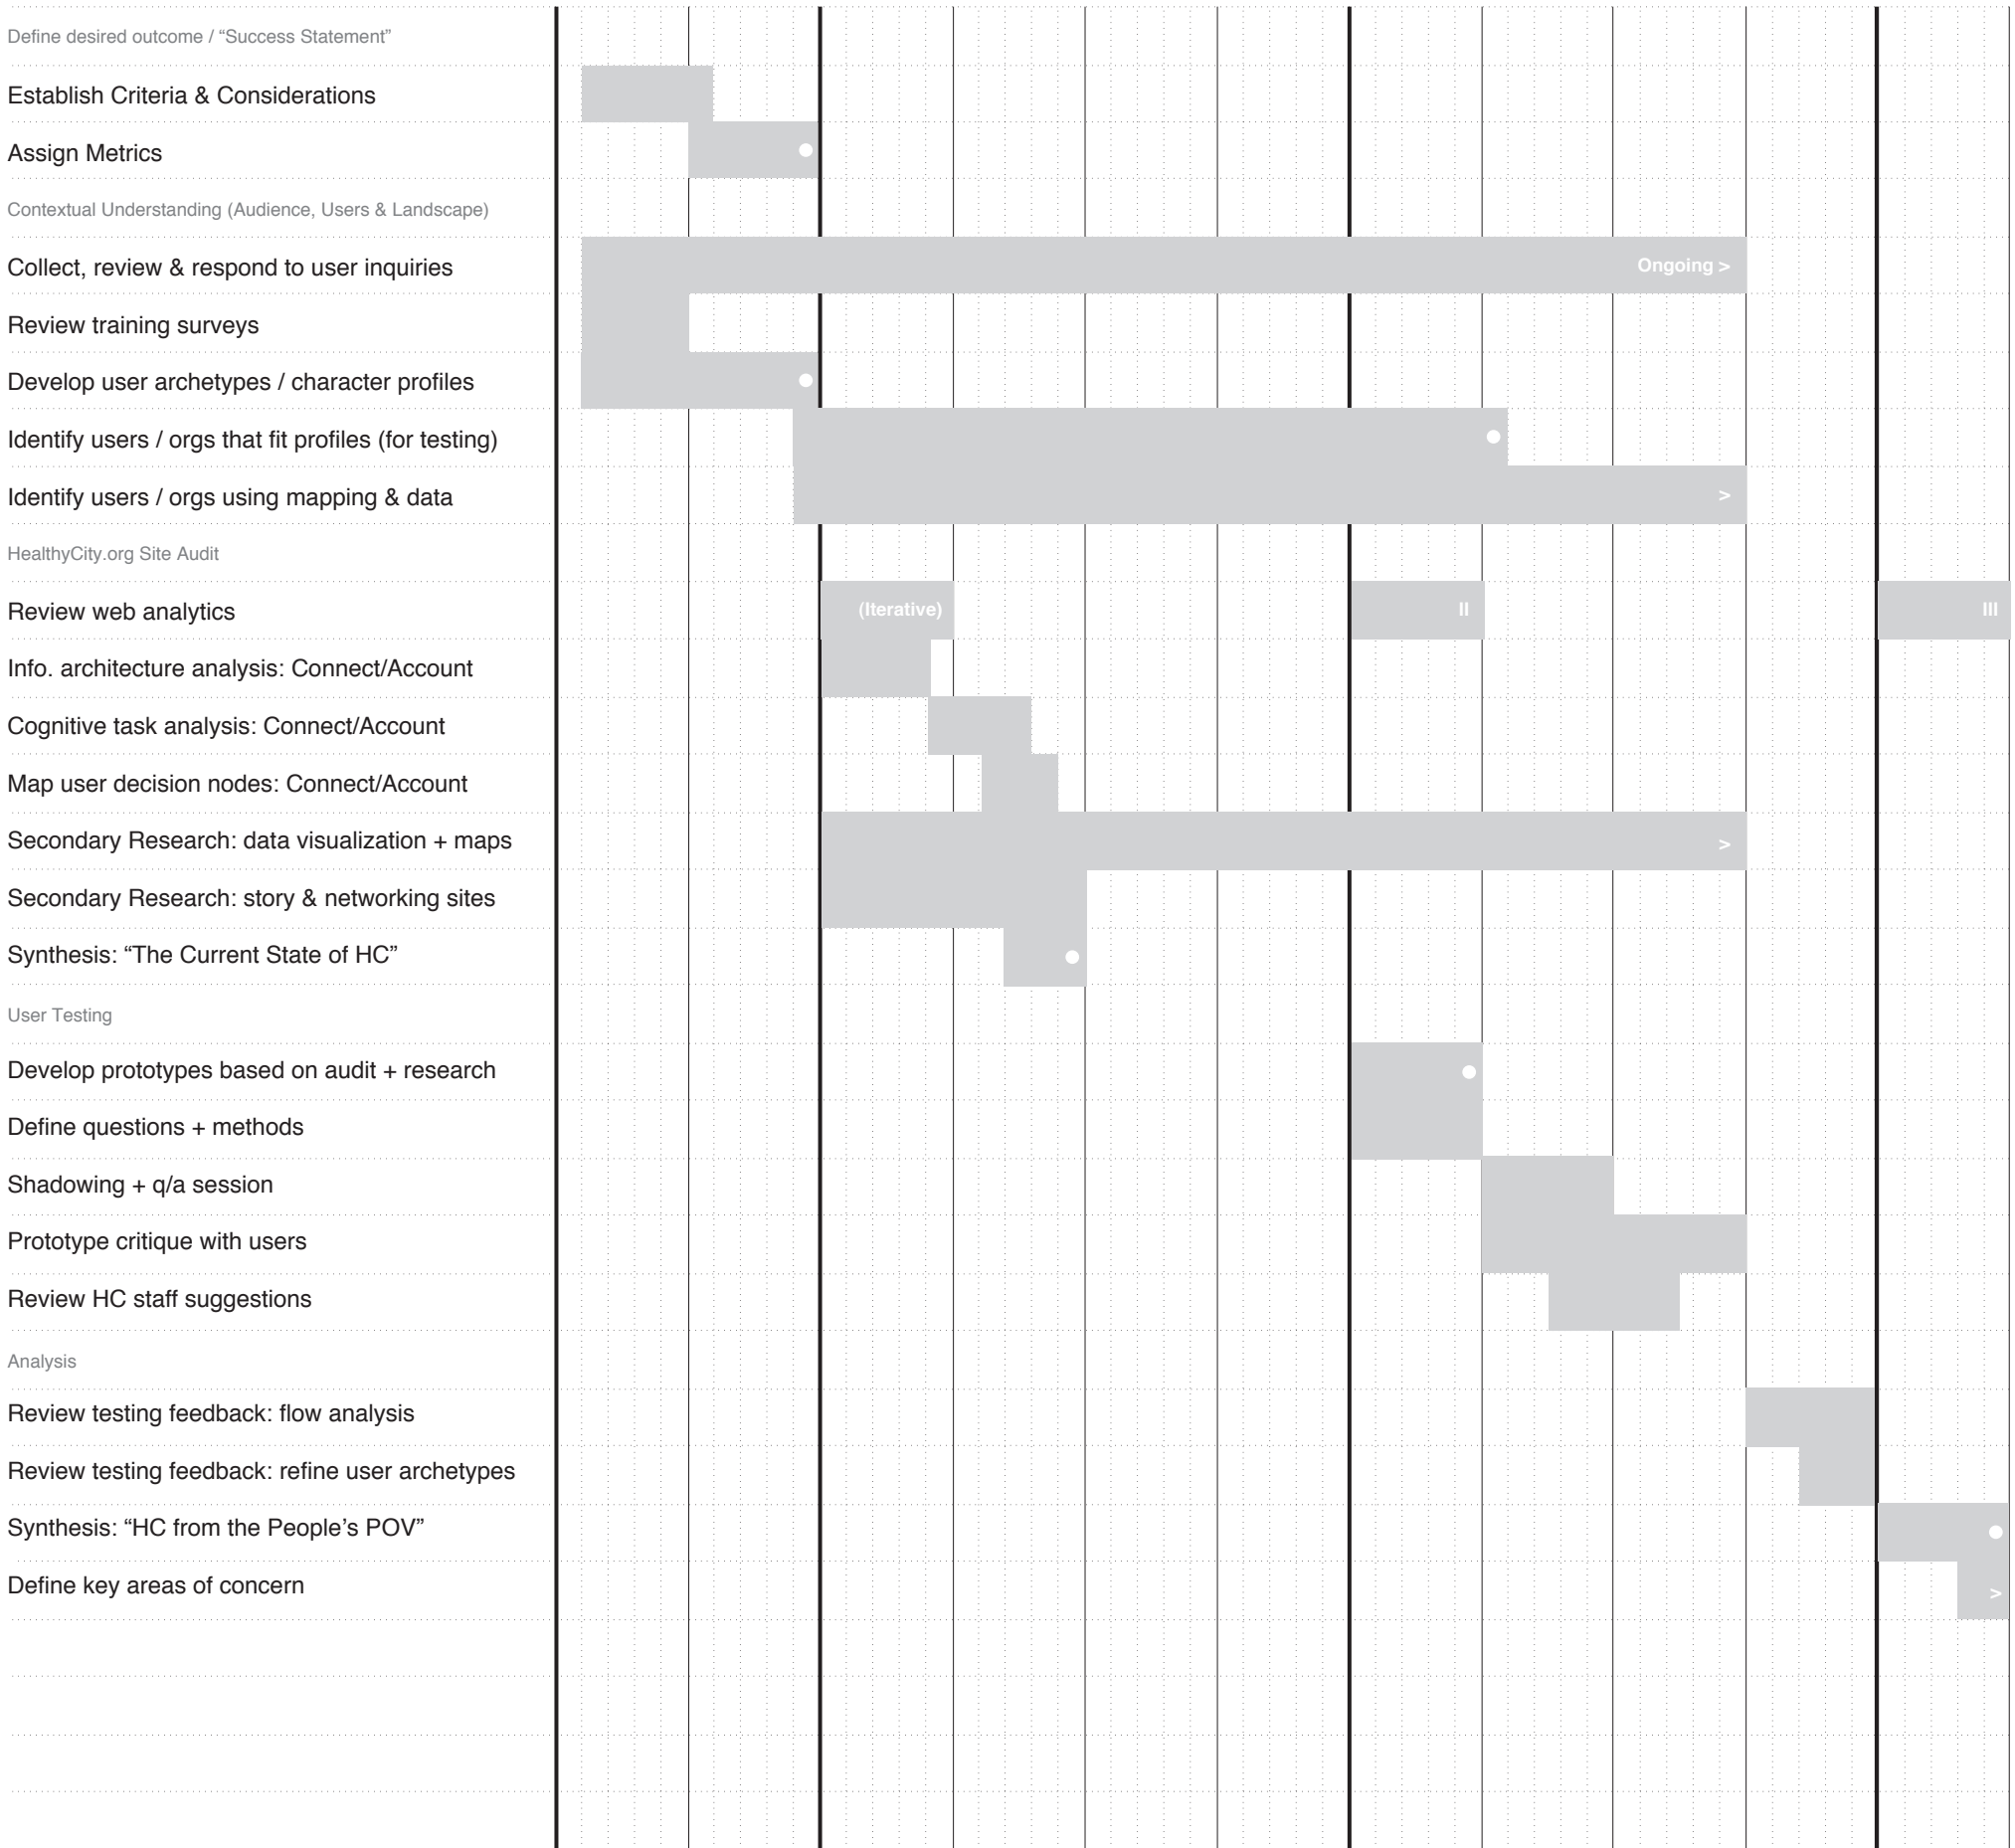 Define desired outcome / “Success Statement”
Establish Criteria & Considerations
Assign Metrics
Contextual Understanding (Audience, Users & Landscape)
Collect, review & respond to user inquiries Ongoing >
Review training surveys
Develop user archetypes / character profiles
Identify users / orgs that fit profiles (for testing)
Identify users / orgs using mapping & data >
HealthyCity.org Site Audit
Review web analytics (Iterative) II III
Info. architecture analysis: Connect/Account
Cognitive task analysis: Connect/Account
Map user decision nodes: Connect/Account
Secondary Research: data visualization + maps >
Secondary Research: story & networking sites
Synthesis: “The Current State of HC”
User Testing
Develop prototypes based on audit + research
Define questions + methods
Shadowing + q/a session
Prototype critique with users
Review HC staff suggestions
Analysis
Review testing feedback: flow analysis
Review testing feedback: refine user archetypes
Synthesis: “HC from the People’s POV”
Define key areas of concern >